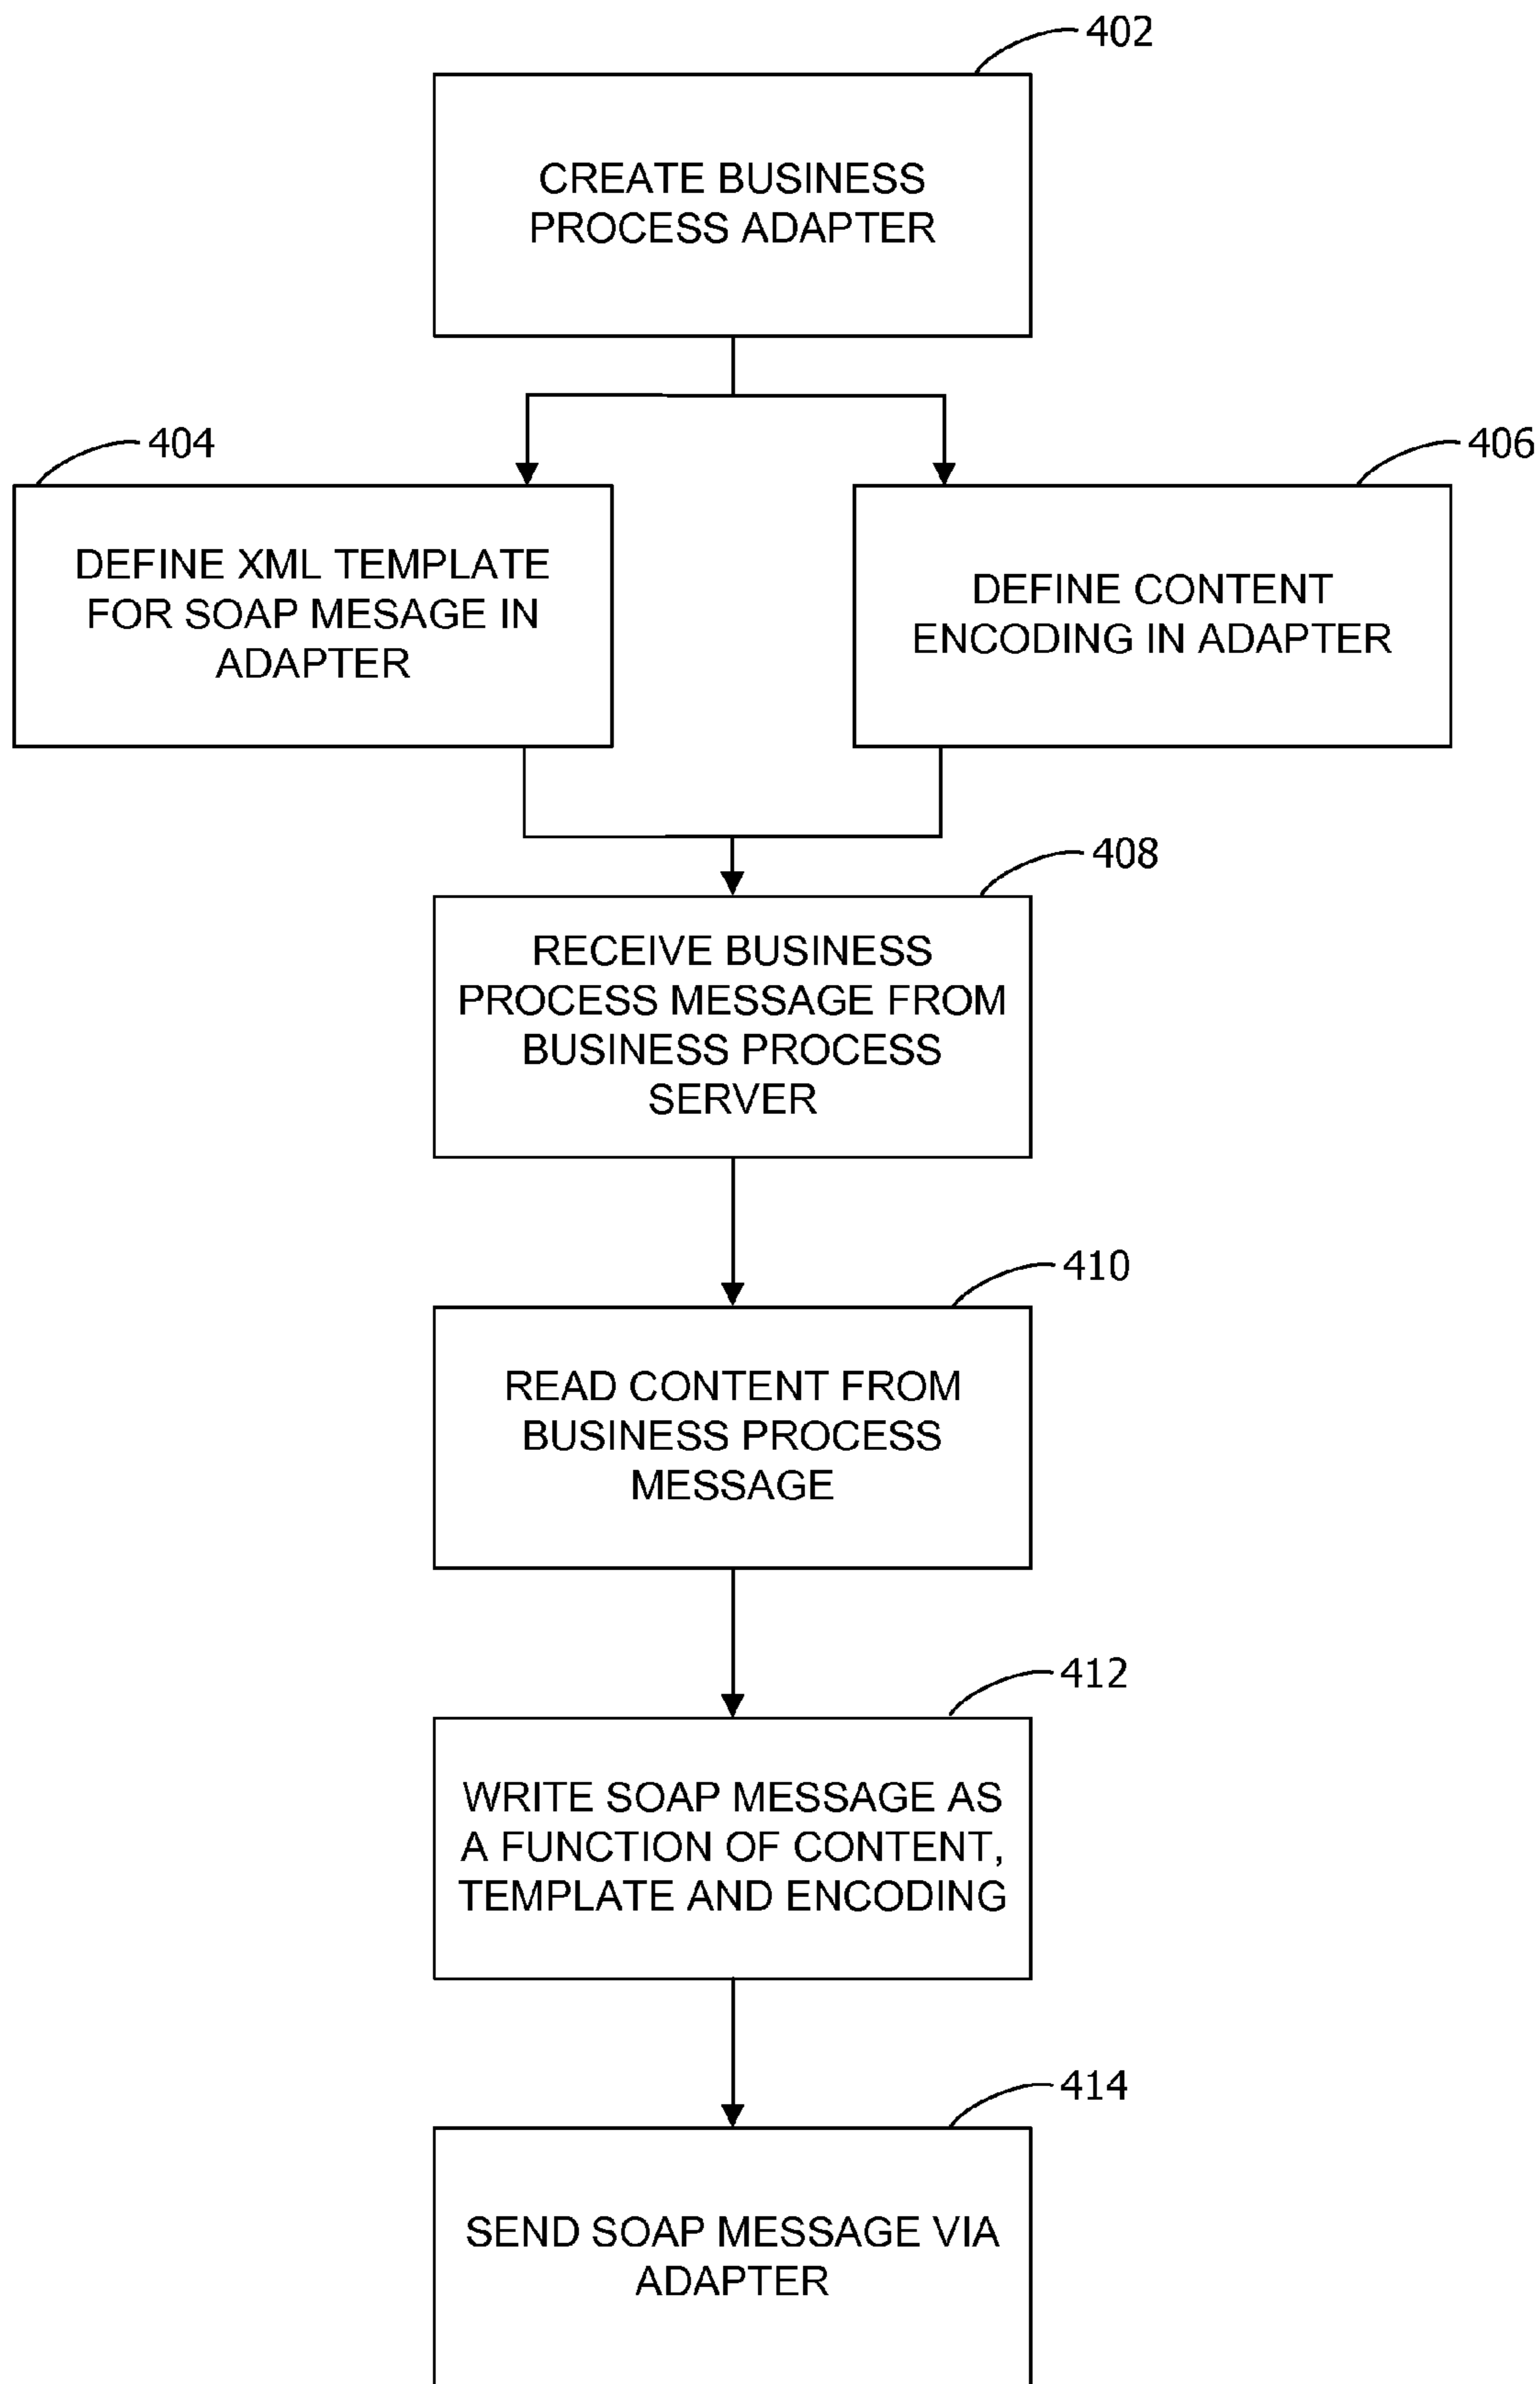 402
CREATE BUSINESS
PROCESS ADAPTER
404
406
DEFINE XML TEMPLATE
FOR SOAP MESAGE IN
ADAPTER
DEFINE CONTENT
ENCODING IN ADAPTER
408
RECEIVE BUSINESS
PROCESS MESSAGE FROM
BUSINESS PROCESS
SERVER
410
READ CONTENT FROM
BUSINESS PROCESS
MESSAGE
412
WRITE SOAP MESSAGE AS
A FUNCTION OF CONTENT,
TEMPLATE AND ENCODING
414
SEND SOAP MESSAGE VIA
ADAPTER